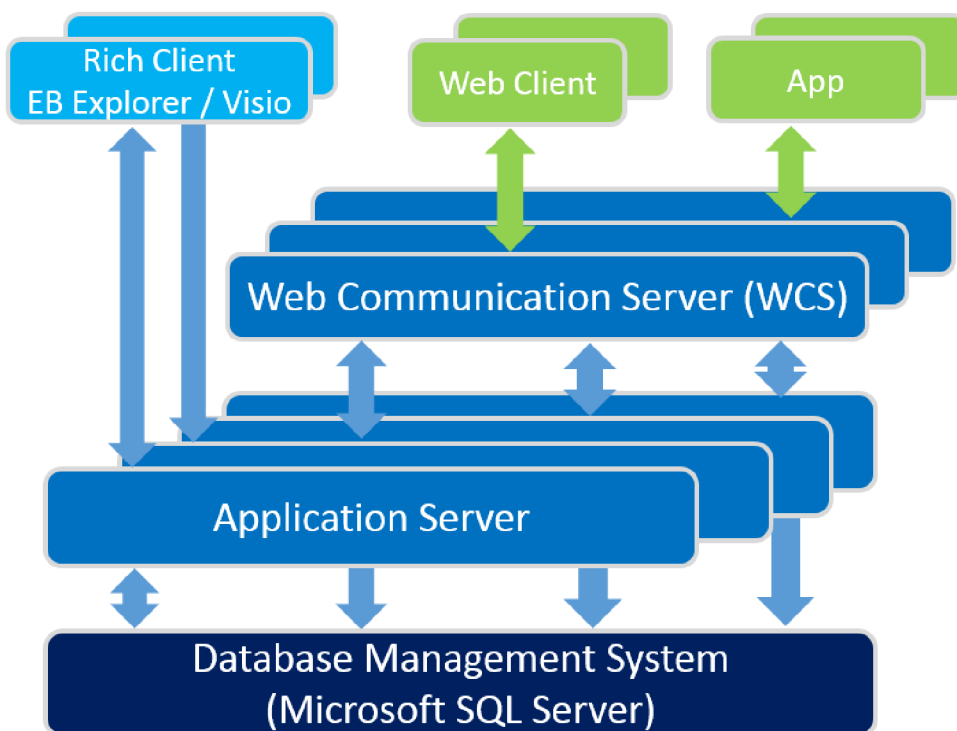 Rich Client
EB Explorer / Visio
Web Client
App
Web Communication Server (WCS)
Application Server
Database Management System
(Microsoft SQL Server)